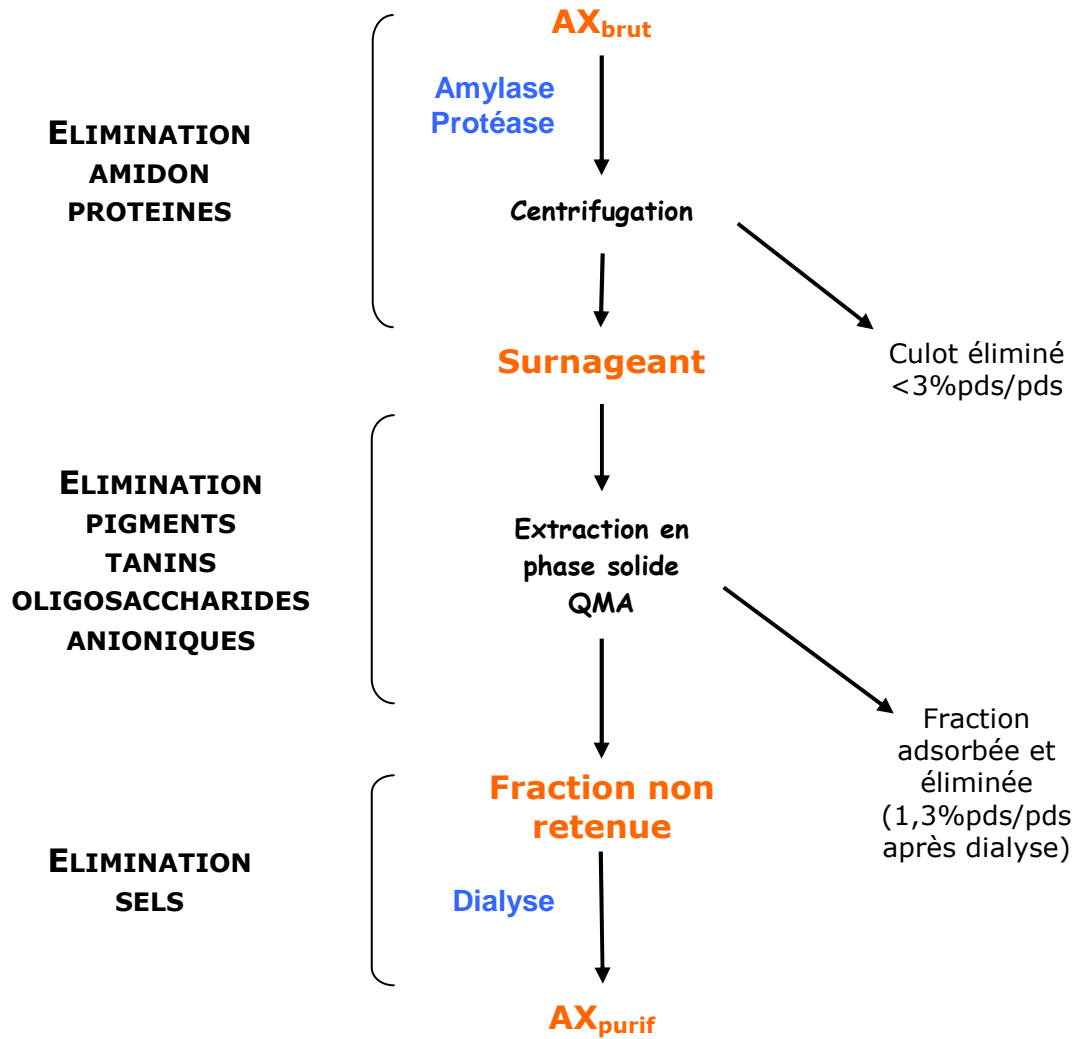 AXbrut
Amylase
Protéase
ELIMINATION
AMIDON
PROTEINES
Centrifugation
Culot éliminé
<3%pds/pds
Surnageant
ELIMINATION
PIGMENTS
TANINS
OLIGOSACCHARIDES
ANIONIQUES
Extraction en
phase solide
QMA
Fraction
adsorbée et
éliminée
(1,3%pds/pds
après dialyse)
Fraction non
retenue
ELIMINATION
SELS
Dialyse
AXpurif